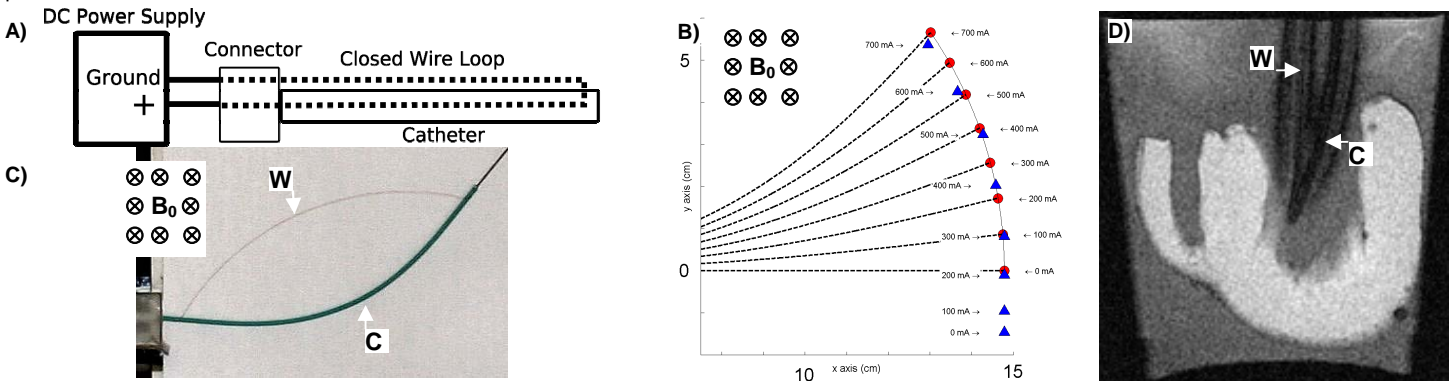 A)
DC Power Supply
Connector
Ground
+
Closed Wire Loop
Catheter
B)
⊗ ⊗ ⊗
⊗ B₀ ⊗
⊗ ⊗ ⊗
5
0
y axis (cm)
10
x axis (cm)
15
700 mA →
← 700 mA
← 600 mA
600 mA →
← 500 mA
500 mA →
← 400 mA
← 300 mA
400 mA →
← 200 mA
300 mA →
← 100 mA
200 mA →
← 0 mA
100 mA →
0 mA →
C)
⊗ ⊗ ⊗
⊗ B₀ ⊗
⊗ ⊗ ⊗
W
C
D)
W
C